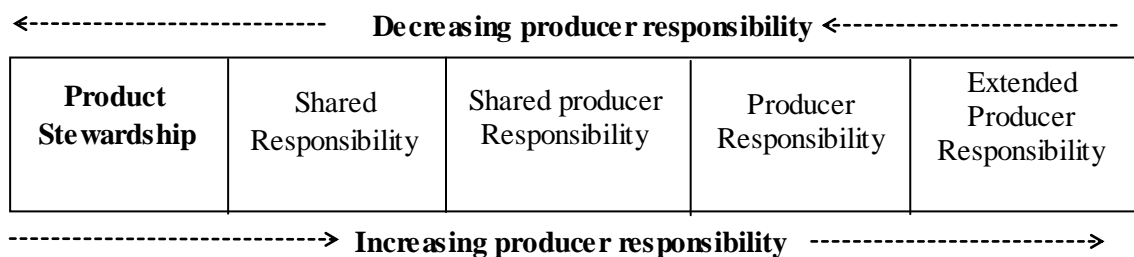 Decreasing producer responsibility
Product
Stewardship
Shared
Responsibility
Shared producer
Responsibility
Producer
Responsibility
Extended
Producer
Responsibility
Increasing producer responsibility